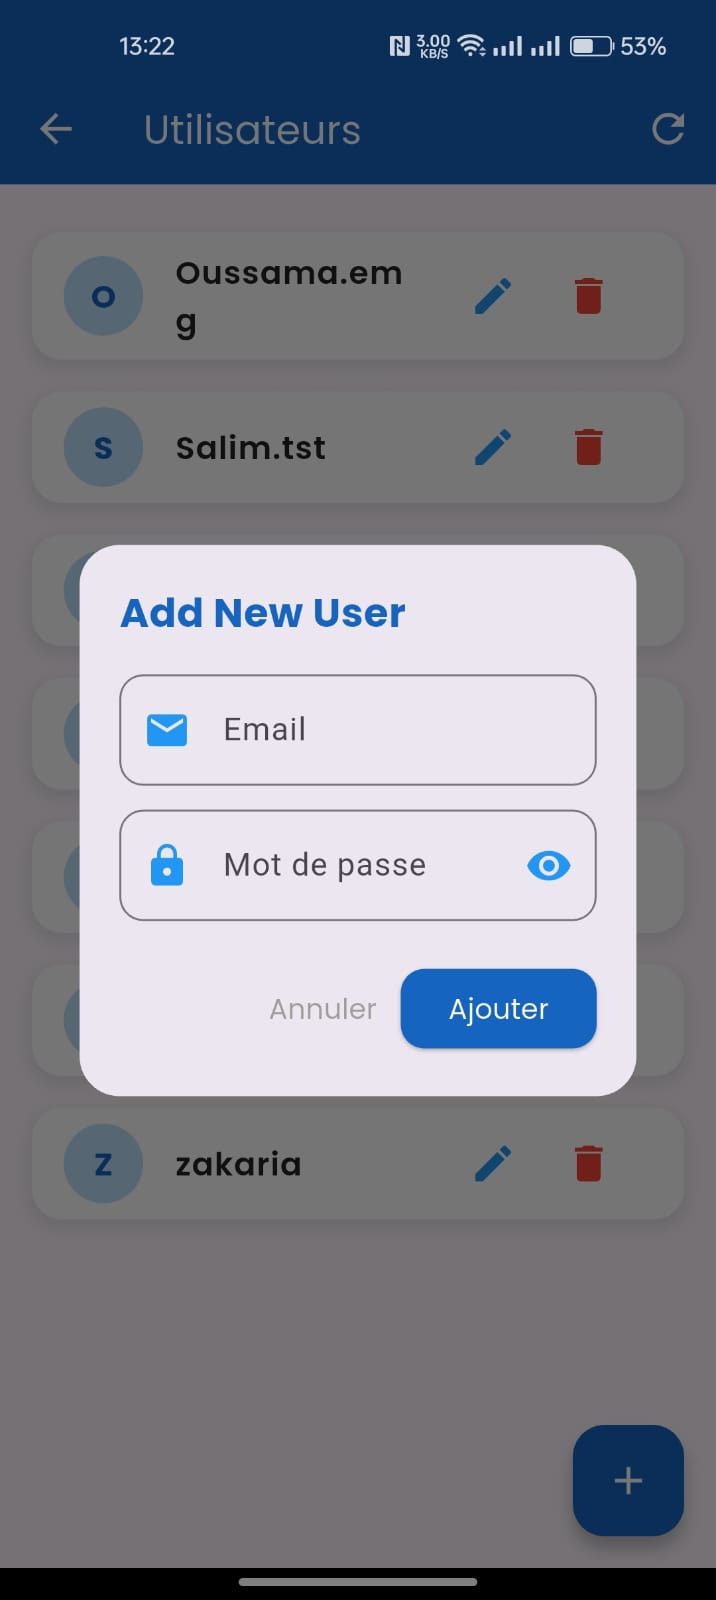 13:22
3.00
KB/S
53%
Utilisateurs
O
Oussama.em
g
S
Salim.tst
Add New User
Email
Mot de passe
Annuler
Ajouter
Z
zakaria
+